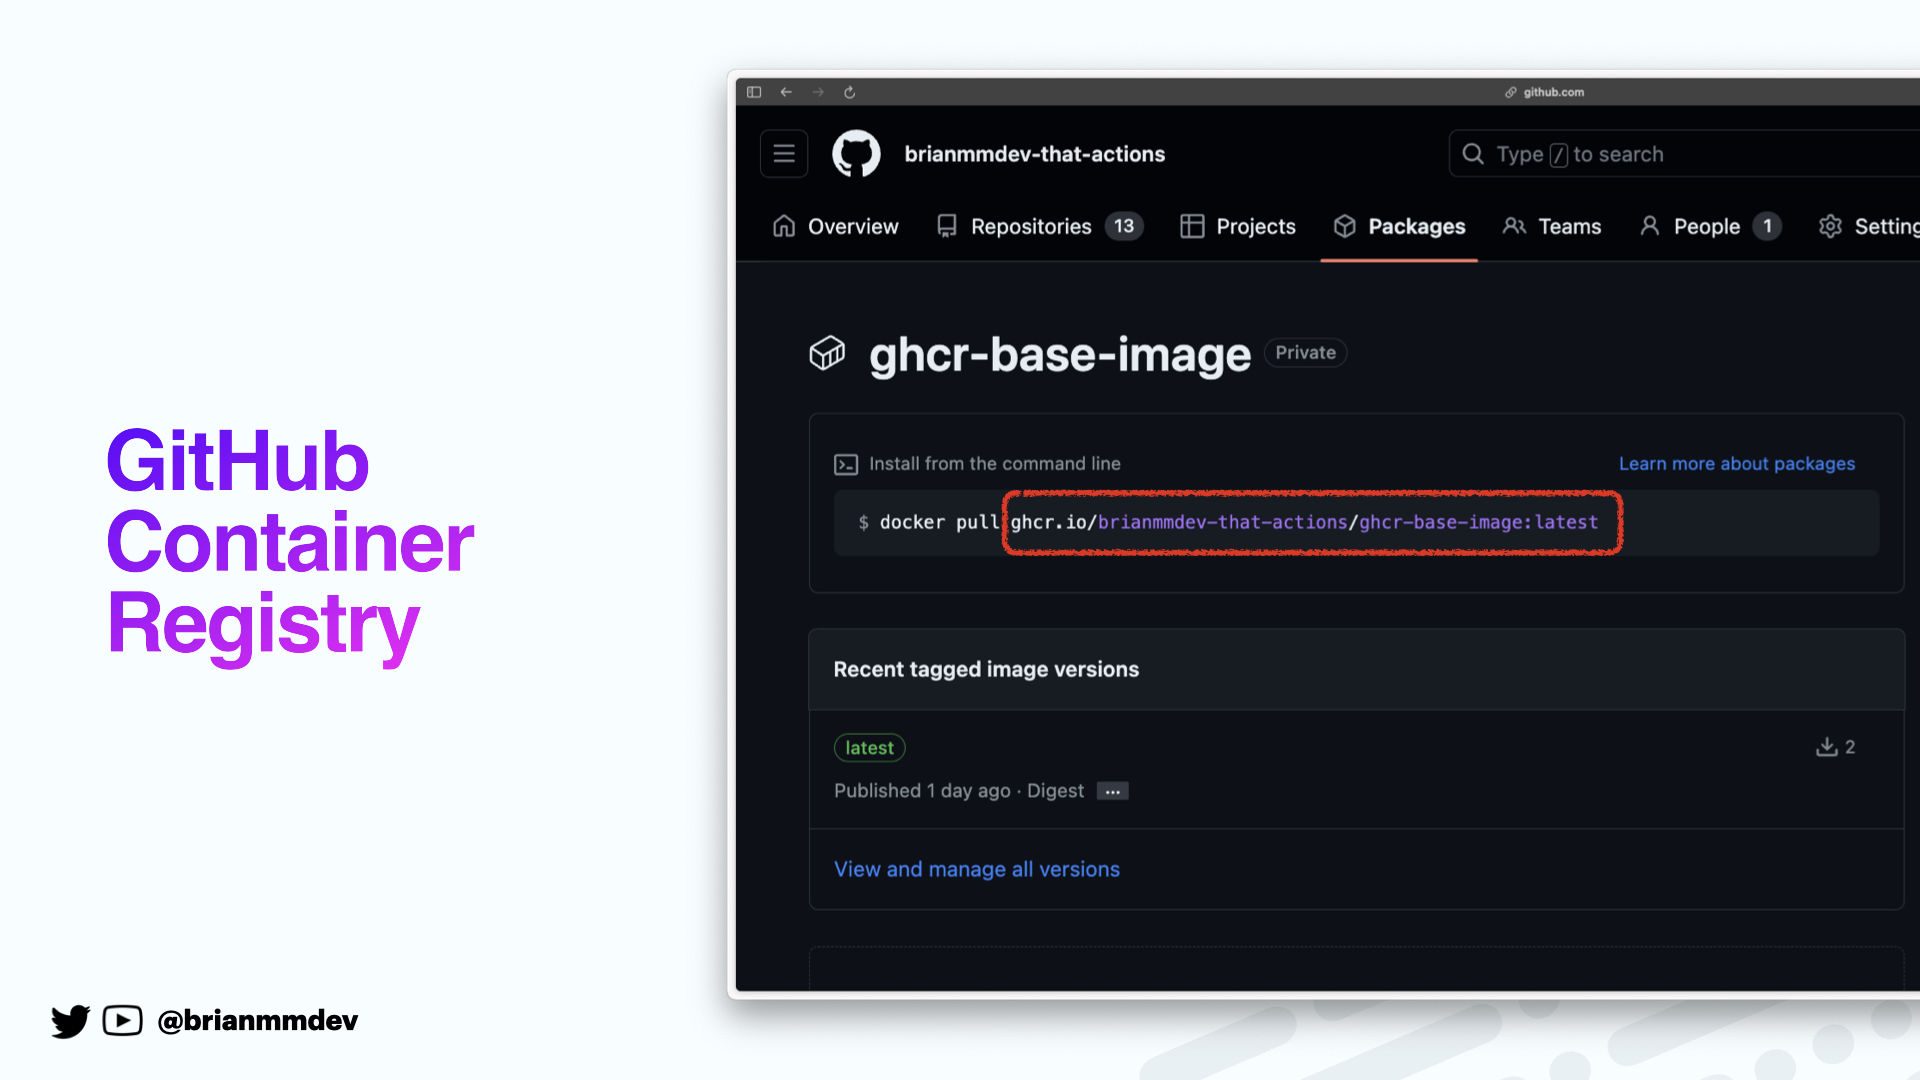 GitHub
Container
Registry
@brianmmdev
github.com
brianmmdev-that-actions
Type / to search
Overview Repositories 13 Projects Packages Teams People 1 Setting
ghcr-base-image Private
Install from the command line Learn more about packages
$ docker pull ghcr.io/brianmmdev-that-actions/ghcr-base-image:latest
Recent tagged image versions
latest 2
Published 1 day ago · Digest ...
View and manage all versions